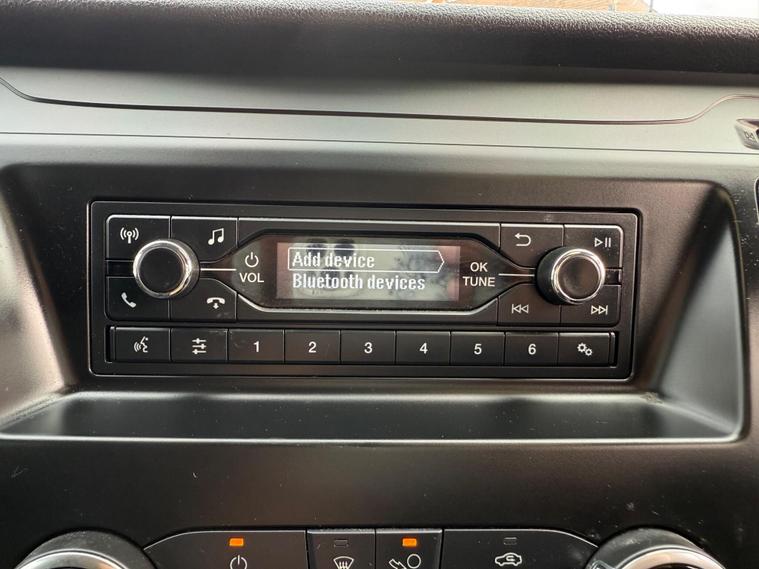 Add device
Bluetooth devices
VOL
OK
TUNE
1 2 3 4 5 6